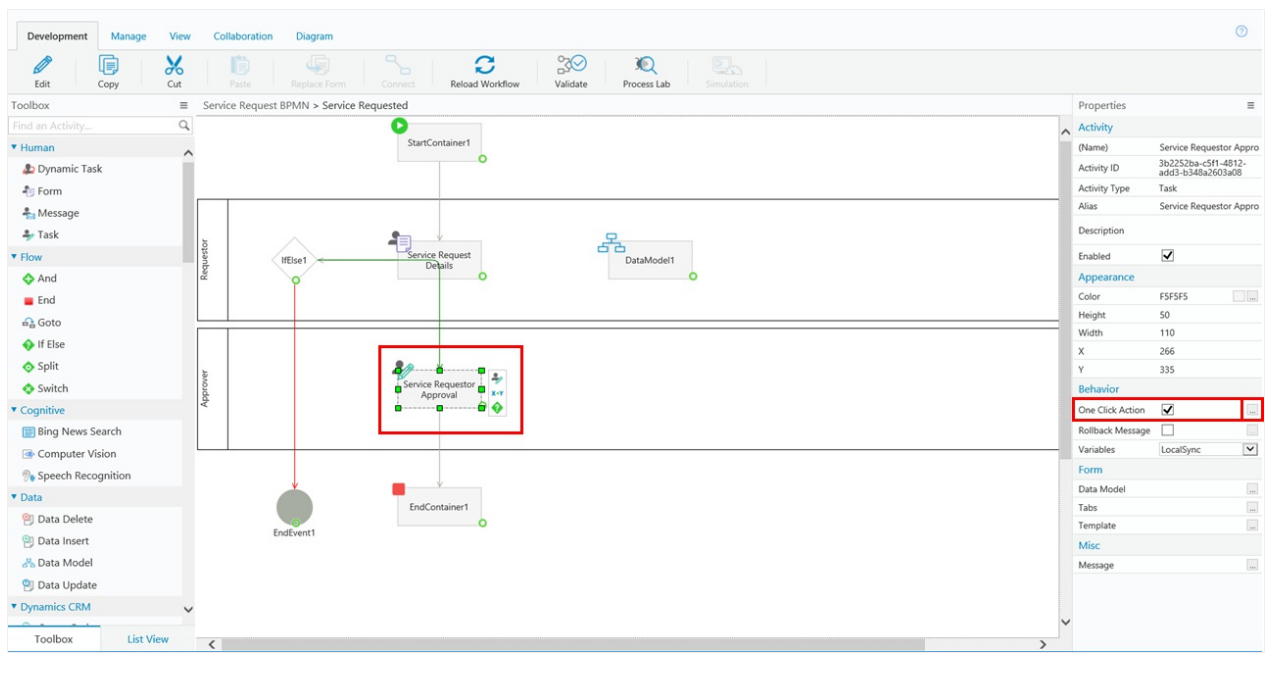 Development Manage View Collaboration Diagram
Edit Copy Cut Paste Replace Form Connect Reload Workflow Validate Process Lab Simulation
Toolbox
Find an Activity...
Human
Dynamic Task
Form
Message
Task
Flow
And
End
Goto
If Else
Split
Switch
Cognitive
Bing News Search
Computer Vision
Speech Recognition
Data
Data Delete
Data Insert
Data Model
Data Update
Dynamics CRM
Toolbox List View
Service Request BPMN > Service Requested
StartContainer1
Requestor
IfElse1
Service Request
Details
DataModel1
Approver
Service Requestor
Approval
X=Y
EndEvent1
EndContainer1
Properties
Activity
(Name) Service Requestor Appro
Activity ID 3b2252ba-c5f1-4812-
add3-b348a2603a08
Activity Type Task
Alias Service Requestor Appro
Description
Enabled
Appearance
Color F5F5F5 ...
Height 50
Width 110
X 266
Y 335
Behavior
One Click Action ...
Rollback Message ...
Variables LocalSync
Form
Data Model ...
Tabs ...
Template ...
Misc
Message ...